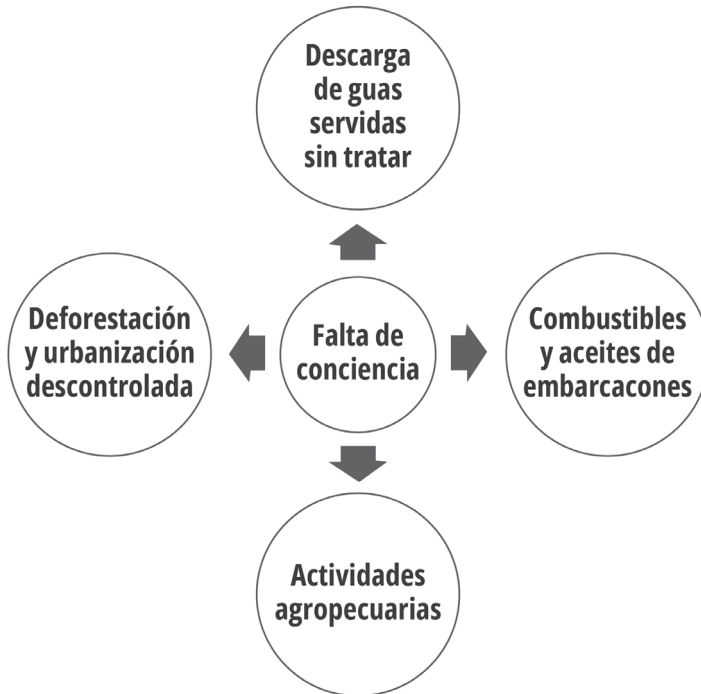 Descarga
de guas
servidas
sin tratar
Deforestación
y urbanización
descontrolada
Falta de
conciencia
Combustibles
y aceites de
embarcacones
Actividades
agropecuarias